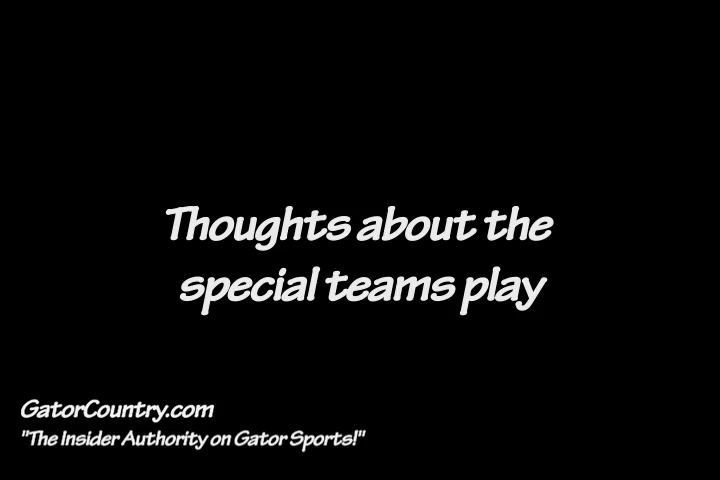 Thoughts about the
special teams play
GatorCountry.com
"The Insider Authority on Gator Sports!"